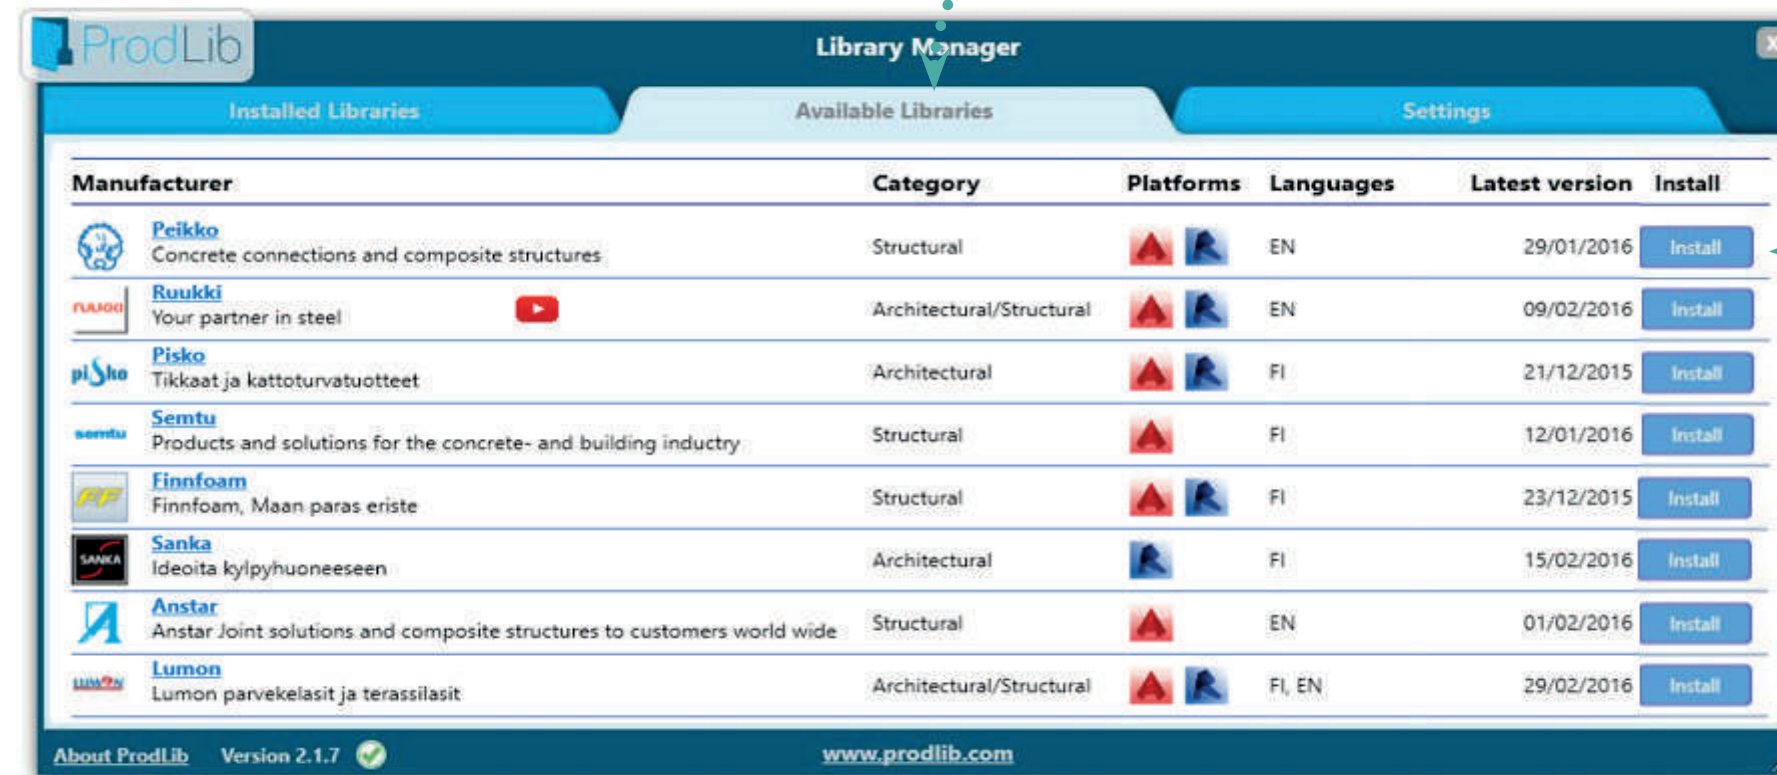 ProdLib
Library Manager
X
Installed Libraries
Available Libraries
Settings
Manufacturer Category Platforms Languages Latest version Install
Peikko
Concrete connections and composite structures Structural EN 29/01/2016 Install
ruukki
Ruukki
Your partner in steel Architectural/Structural EN 09/02/2016 Install
piSko
Pisko
Tikkaat ja kattoturvatuotteet Architectural FI 21/12/2015 Install
semtu
Semtu
Products and solutions for the concrete- and building inductry Structural FI 12/01/2016 Install
FF
Finnfoam
Finnfoam, Maan paras eriste Structural FI 23/12/2015 Install
SANKA
Sanka
Ideoita kylpyhuoneeseen Architectural FI 15/02/2016 Install
Anstar
Anstar Joint solutions and composite structures to customers world wide Structural EN 01/02/2016 Install
LUMON
Lumon
Lumon parvekelasit ja terassilasit Architectural/Structural FI, EN 29/02/2016 Install
About ProdLib Version 2.1.7 www.prodlib.com